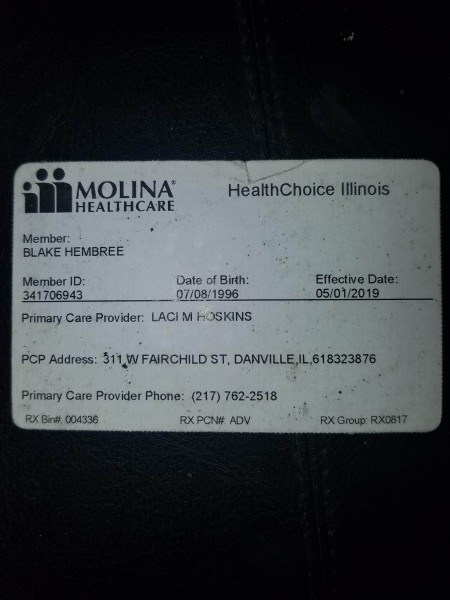 MOLINA®
HEALTHCARE
HealthChoice Illinois
Member:
BLAKE HEMBREE
Member ID: Date of Birth: Effective Date:
341706943 07/08/1996 05/01/2019
Primary Care Provider: LACI M HOSKINS
PCP Address: 311 W FAIRCHILD ST, DANVILLE,IL,618323876
Primary Care Provider Phone: (217) 762-2518
RX Bin#: 004336 RX PCN#: ADV RX Group: RX0817